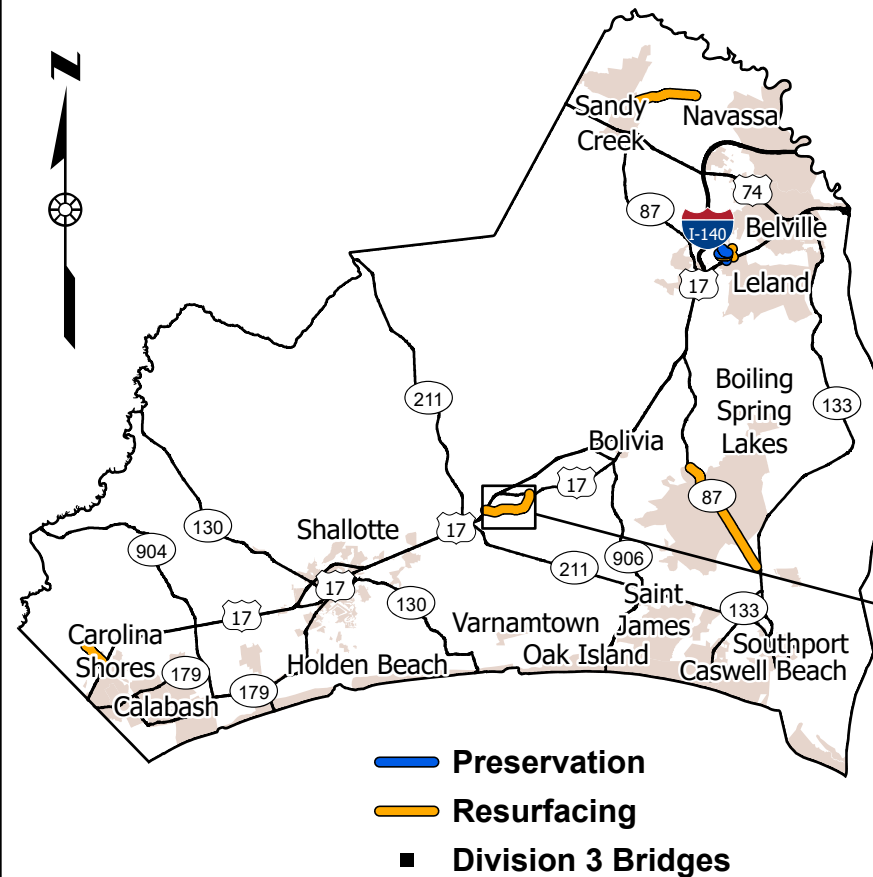 N
Sandy
Creek
Navassa
74
87
I-140
Belville
17
Leland
Boiling
Spring
Lakes
133
211
Bolivia
17
87
Shallotte
17
130
904
211
906
17
130
Saint
James
133
17
Carolina
Shores
Varnamtown
Oak Island
Southport
Caswell Beach
Holden Beach
179
179
Calabash
Preservation
Resurfacing
Division 3 Bridges